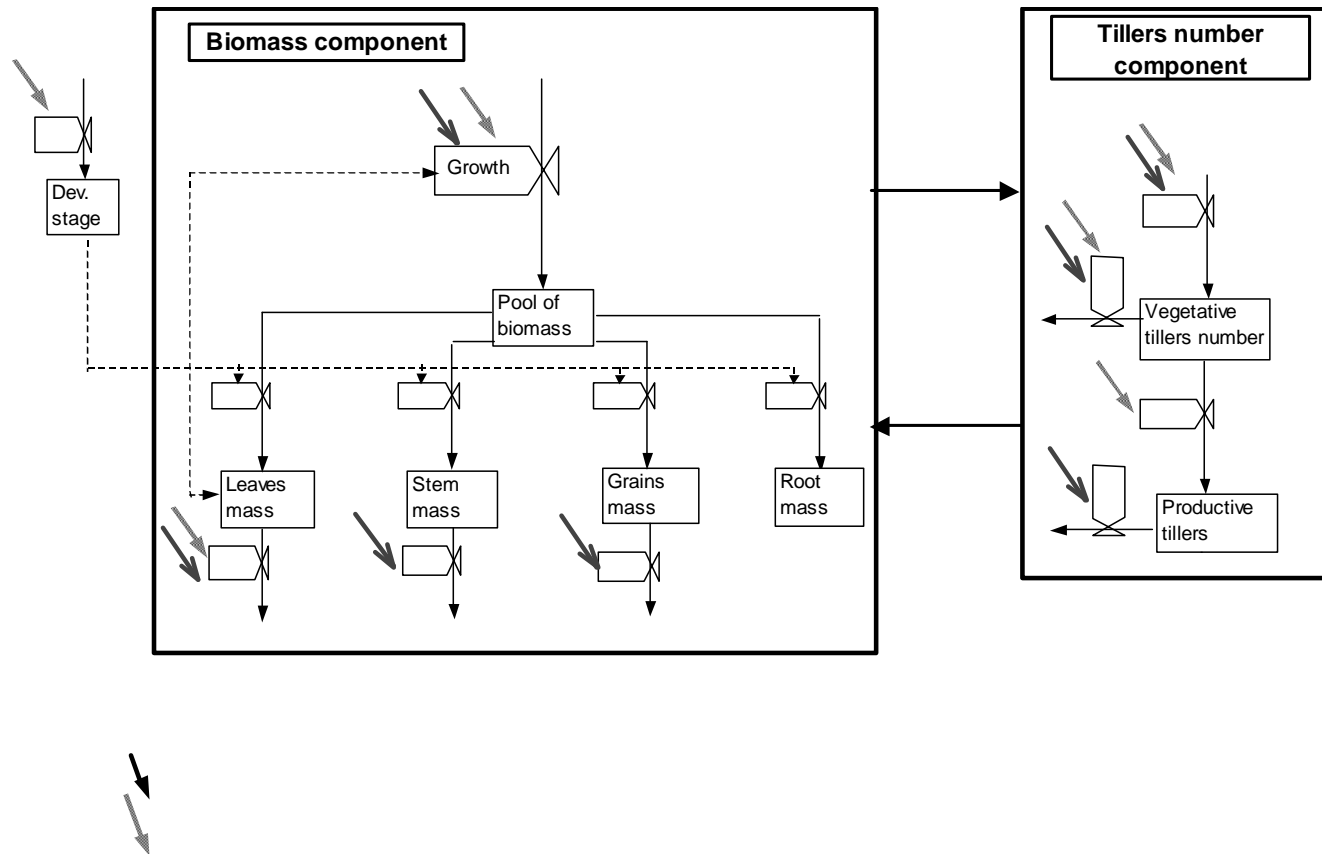 Biomass component
Tillers number
component
Growth
Dev.
stage
Pool of
biomass
Vegetative
tillers number
Leaves
mass
Stem
mass
Grains
mass
Root
mass
Productive
tillers